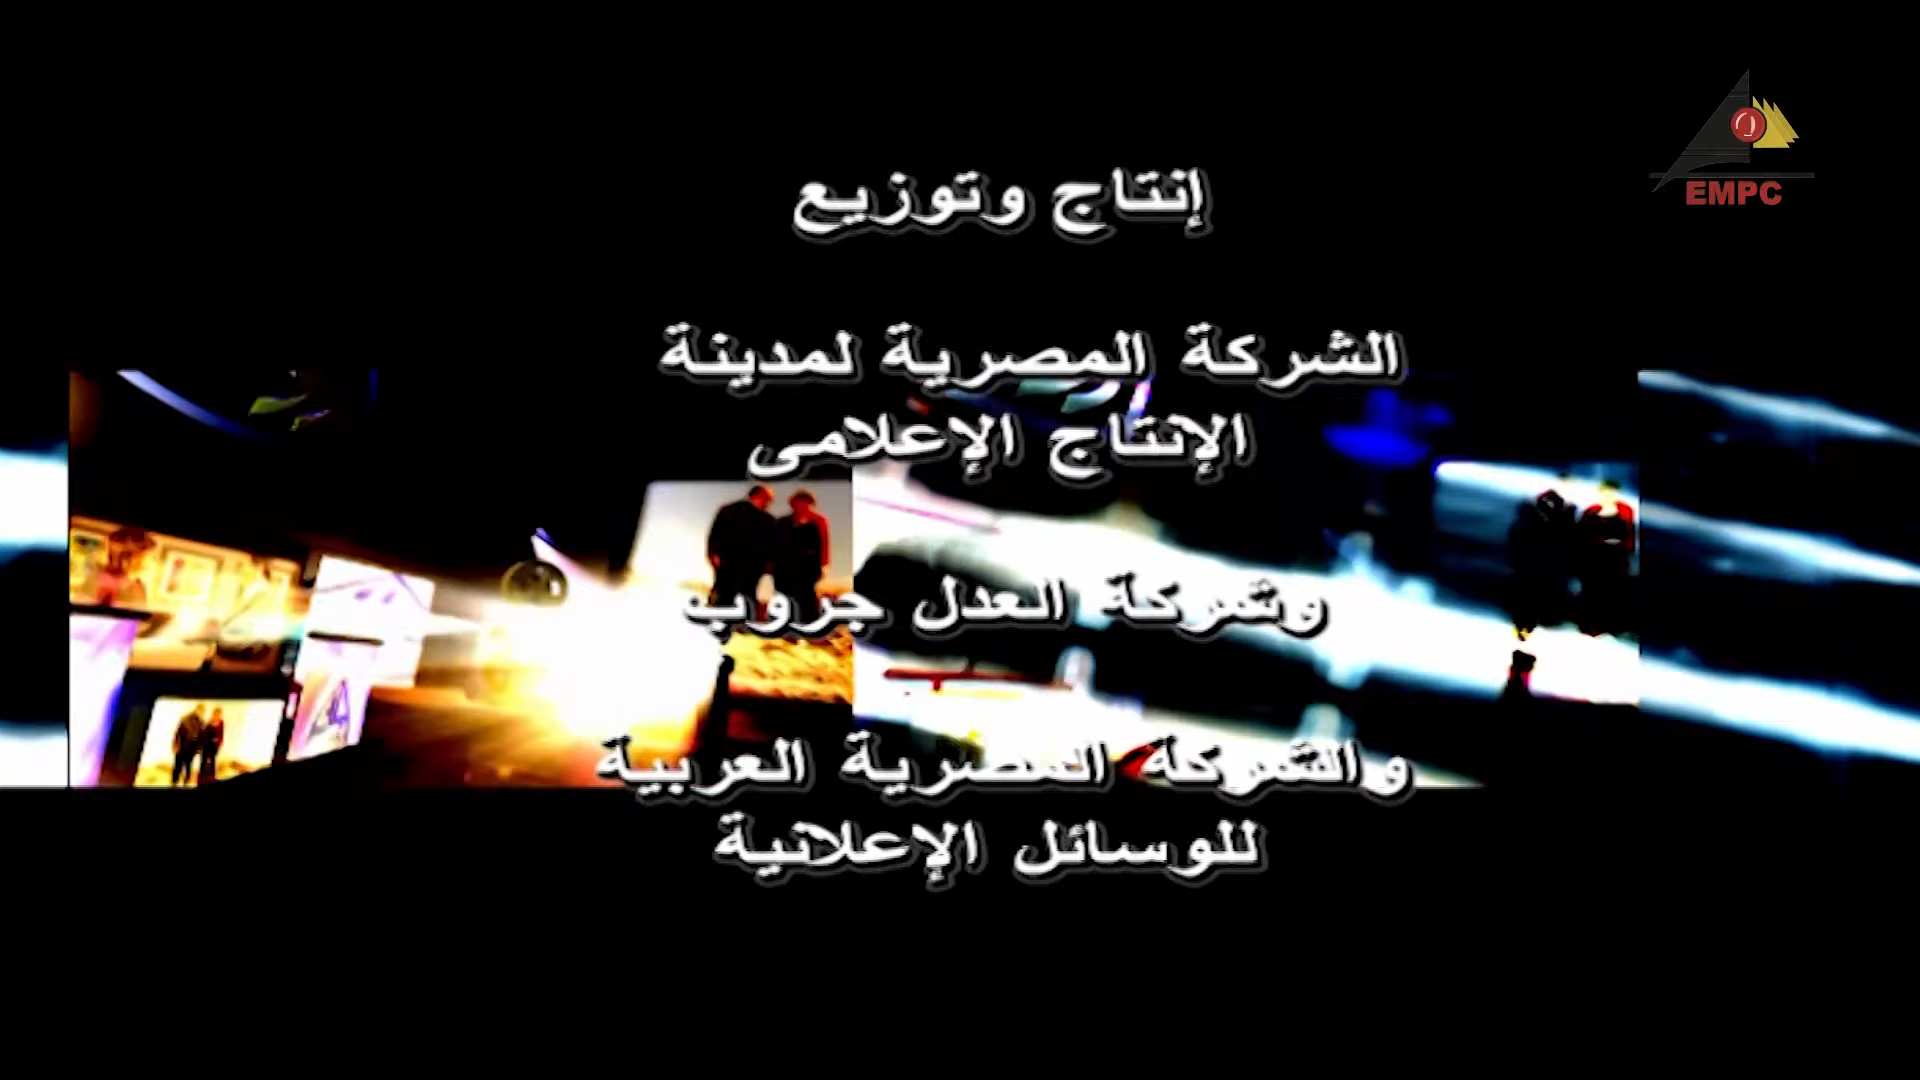 إنتاج وتوزيع
الشركة المصرية لمدينة
الإنتاج الإعلامى
وشركة العدل جروب
والشركة المصرية العربية
للوسائل الإعلانية
EMPC